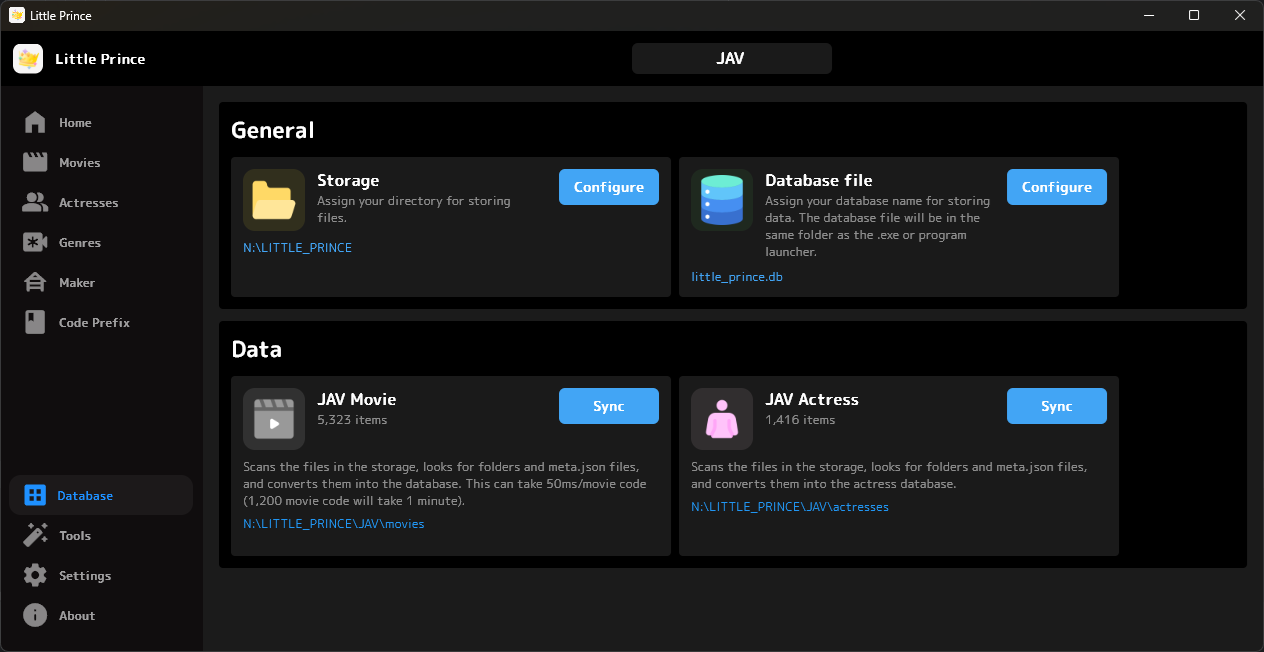 Little Prince
Little Prince
JAV
Home
Movies
Actresses
Genres
Maker
Code Prefix
Database
Tools
Settings
About
General
Storage
Assign your directory for storing
files.
Configure
N:\LITTLE_PRINCE
Database file
Assign your database name for storing
data. The database file will be in the
same folder as the .exe or program
launcher.
Configure
little_prince.db
Data
JAV Movie
5,323 items
Sync
Scans the files in the storage, looks for folders and meta.json files,
and converts them into the database. This can take 50ms/movie code
(1,200 movie code will take 1 minute).
N:\LITTLE_PRINCE\JAV\movies
JAV Actress
1,416 items
Sync
Scans the files in the storage, looks for folders and meta.json files,
and converts them into the actress database.
N:\LITTLE_PRINCE\JAV\actresses